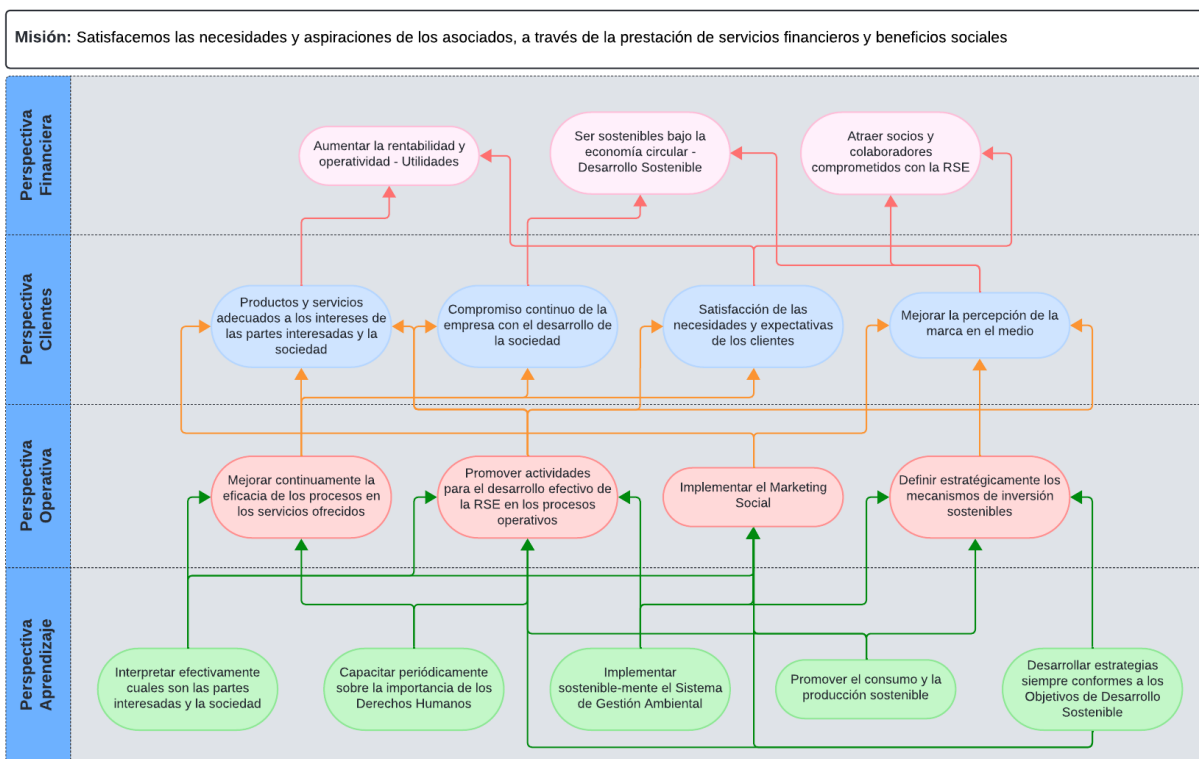 Misión: Satisfacemos las necesidades y aspiraciones de los asociados, a través de la prestación de servicios financieros y beneficios sociales
Perspectiva
Financiera
Aumentar la rentabilidad y
operatividad - Utilidades
Ser sostenibles bajo la
economía circular -
Desarrollo Sostenible
Atraer socios y
colaboradores
comprometidos con la RSE
Perspectiva
Clientes
Productos y servicios
adecuados a los intereses de
las partes interesadas y la
sociedad
Compromiso continuo de la
empresa con el desarrollo de
la sociedad
Satisfacción de las
necesidades y expectativas
de los clientes
Mejorar la percepción de la
marca en el medio
Perspectiva
Operativa
Mejorar continuamente la
eficacia de los procesos en
los servicios ofrecidos
Promover actividades
para el desarrollo efectivo de
la RSE en los procesos
operativos
Implementar el Marketing
Social
Definir estratégicamente los
mecanismos de inversión
sostenibles
Perspectiva
Aprendizaje
Interpretar efectivamente
cuales son las partes
interesadas y la sociedad
Capacitar periódicamente
sobre la importancia de los
Derechos Humanos
Implementar
sostenible-mente el Sistema
de Gestión Ambiental
Promover el consumo y la
producción sostenible
Desarrollar estrategias
siempre conformes a los
Objetivos de Desarrollo
Sostenible